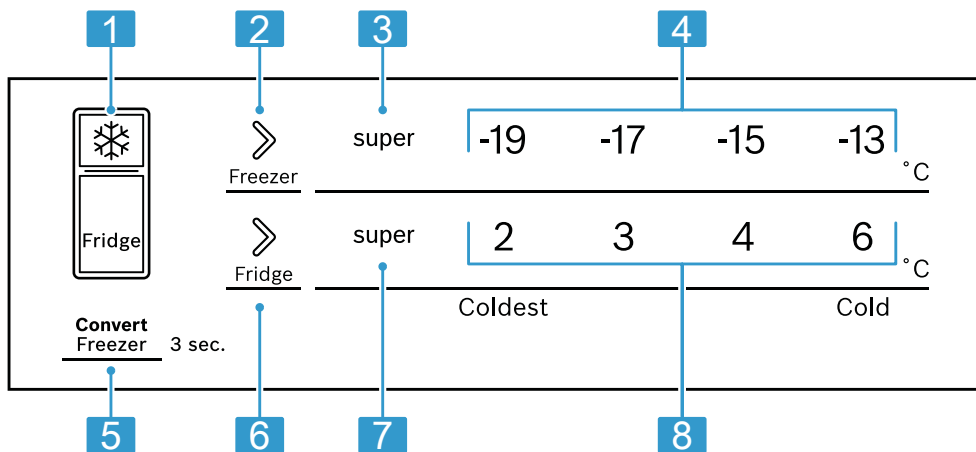 1 2 3 4
super -19 -17 -15 -13
Freezer °C
Fridge super 2 3 4 6
Fridge °C
Coldest Cold
Convert
Freezer 3 sec.
5 6 7 8